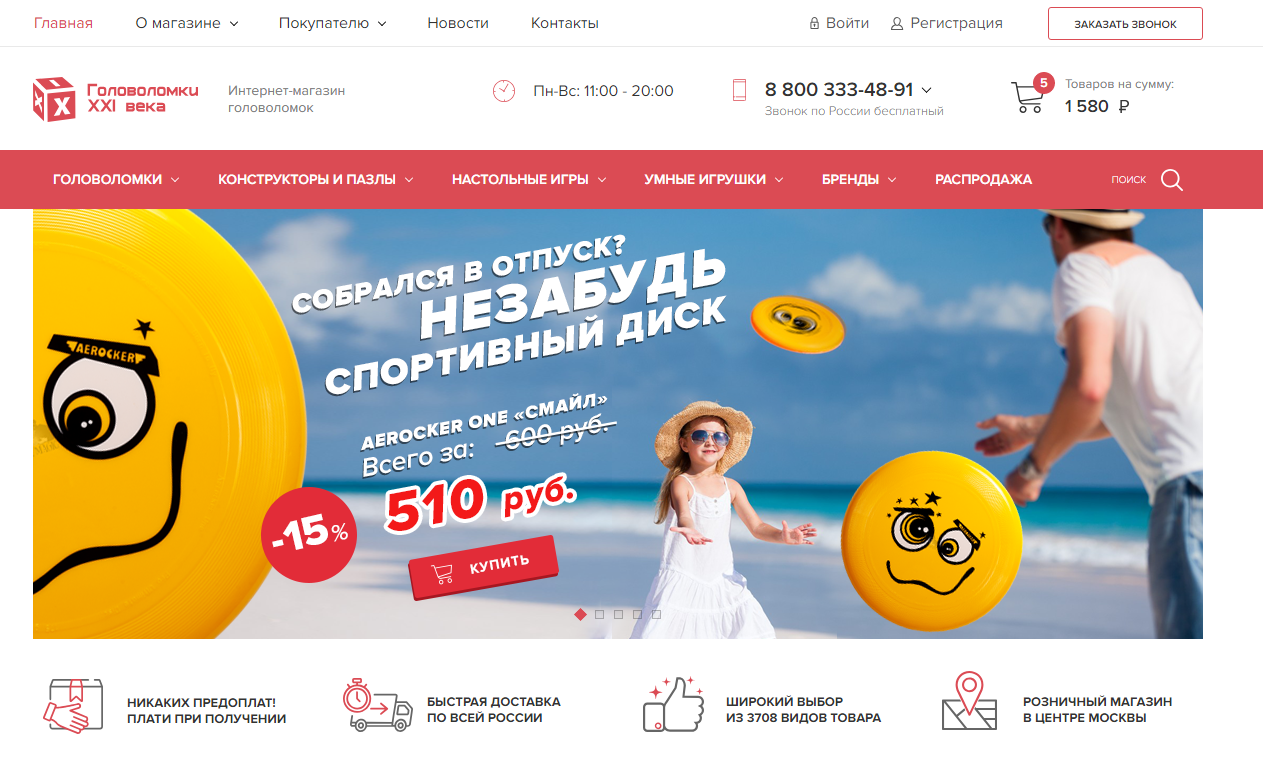 Главная
О магазине
Покупателю
Новости
Контакты
Войти
Регистрация
ЗАКАЗАТЬ ЗВОНОК
X
Головоломки
XXI века
Интернет-магазин
головоломок
Пн-Вс: 11:00 - 20:00
8 800 333-48-91
Звонок по России бесплатный
5
Товаров на сумму:
1 580 ₽
ГОЛОВОЛОМКИ
КОНСТРУКТОРЫ И ПАЗЛЫ
НАСТОЛЬНЫЕ ИГРЫ
УМНЫЕ ИГРУШКИ
БРЕНДЫ
РАСПРОДАЖА
ПОИСК
СОБРАЛСЯ В ОТПУСК?
НЕЗАБУДЬ
СПОРТИВНЫЙ ДИСК
AEROCKER
AEROCKER ONE «СМАЙЛ»
Всего за: 600 руб.
510 руб.
-15%
КУПИТЬ
НИКАКИХ ПРЕДОПЛАТ!
ПЛАТИ ПРИ ПОЛУЧЕНИИ
БЫСТРАЯ ДОСТАВКА
ПО ВСЕЙ РОССИИ
ШИРОКИЙ ВЫБОР
ИЗ 3708 ВИДОВ ТОВАРА
РОЗНИЧНЫЙ МАГАЗИН
В ЦЕНТРЕ МОСКВЫ